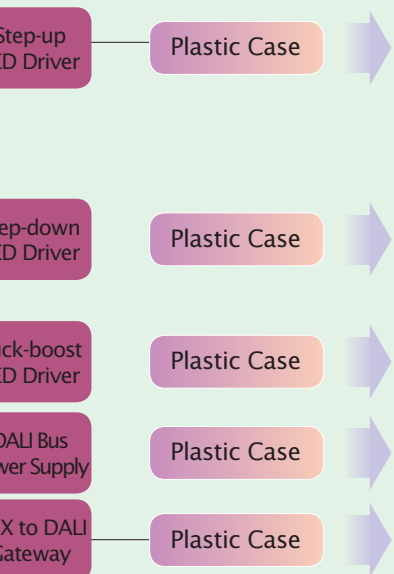 Step-up
ED Driver
Plastic Case
ep-down
ED Driver
Plastic Case
ck-boost
ED Driver
Plastic Case
DALI Bus
wer Supply
Plastic Case
X to DALI
Gateway
Plastic Case